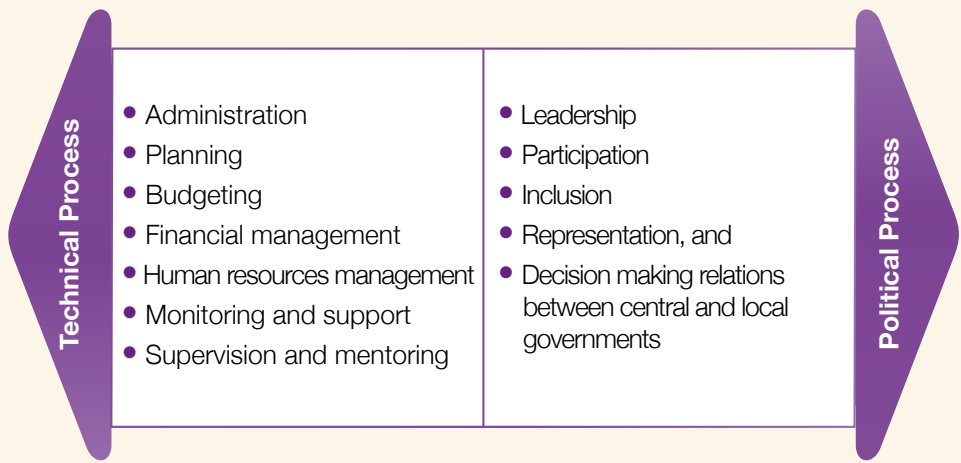 Technical Process
• Administration
• Planning
• Budgeting
• Financial management
• Human resources management
• Monitoring and support
• Supervision and mentoring
• Leadership
• Participation
• Inclusion
• Representation, and
• Decision making relations
between central and local
governments
Political Process